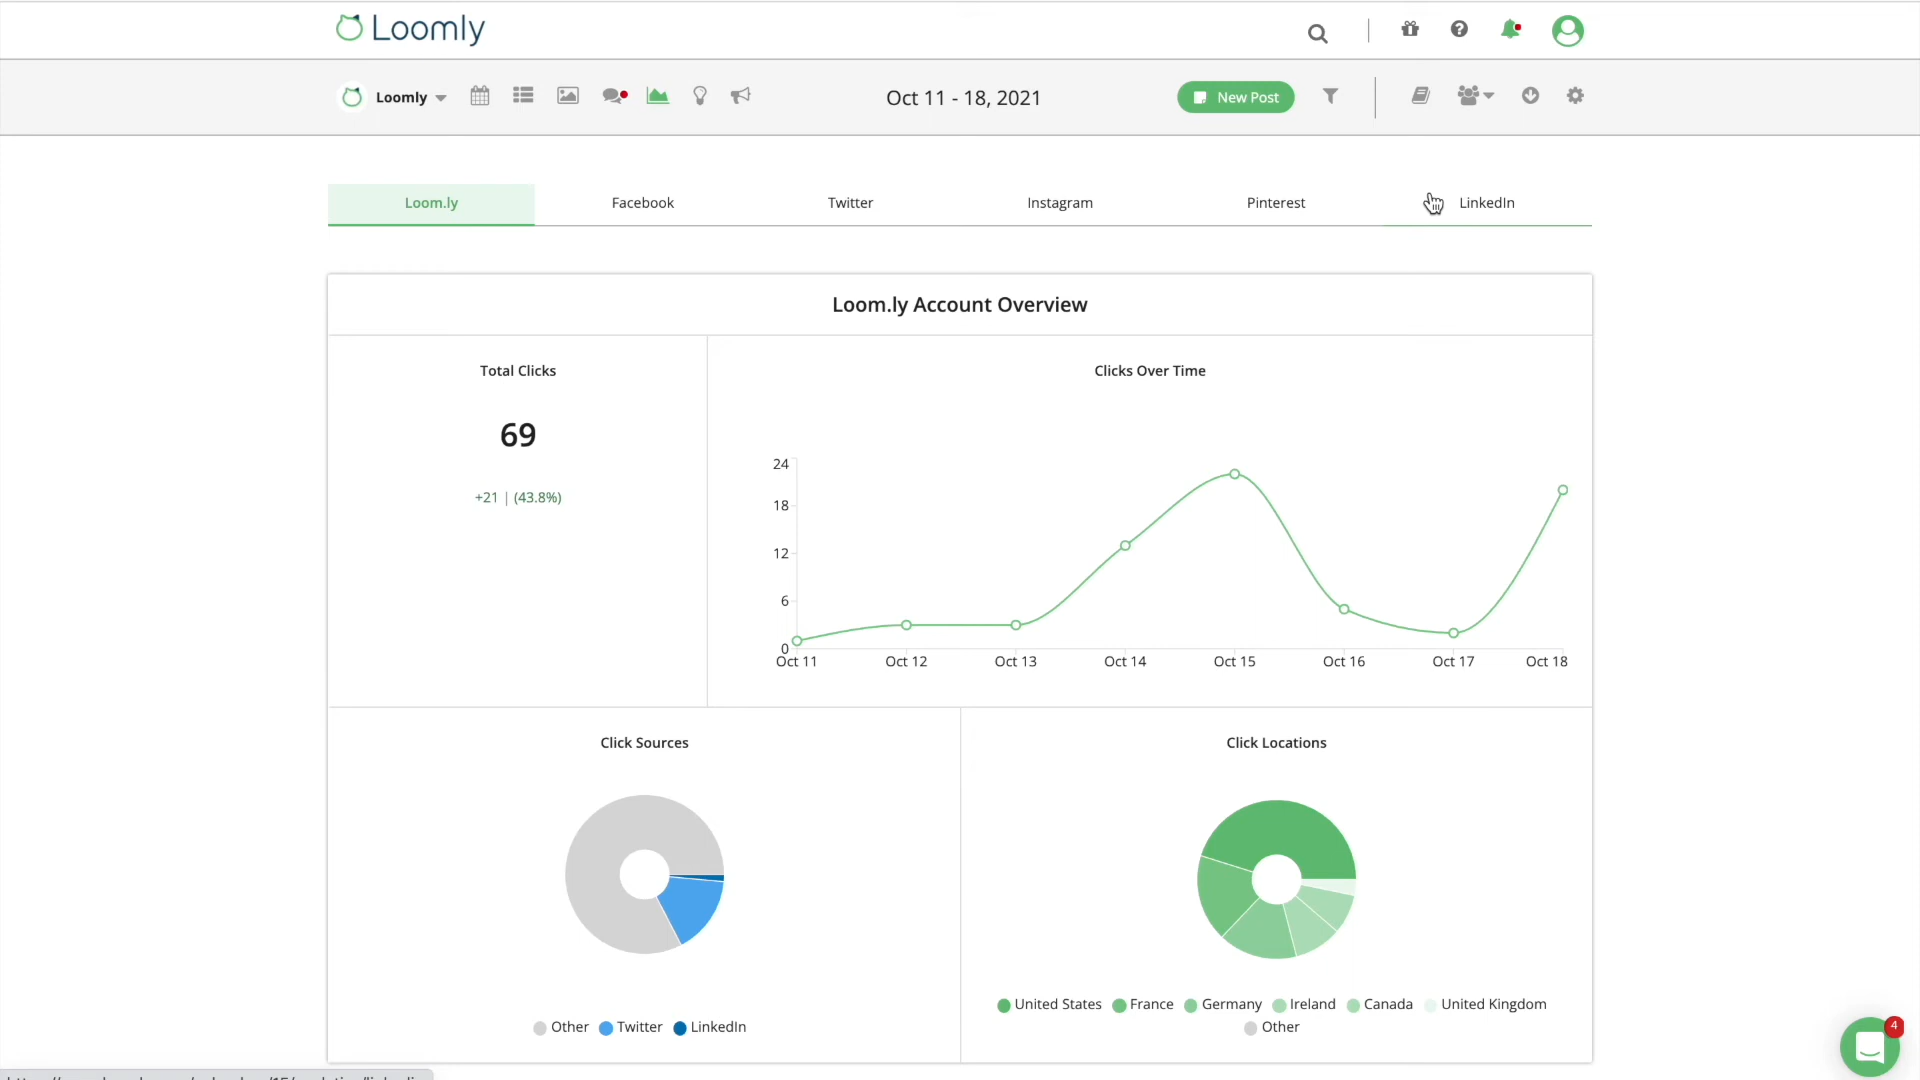 Loomly
Loomly
Oct 11 - 18, 2021
New Post
Loom.ly
Facebook
Twitter
Instagram
Pinterest
LinkedIn
Loom.ly Account Overview
Total Clicks
69
+21 | (43.8%)
Clicks Over Time
24
18
12
6
0
Oct 11 Oct 12 Oct 13 Oct 14 Oct 15 Oct 16 Oct 17 Oct 18
Click Sources
Other Twitter LinkedIn
Click Locations
United States France Germany Ireland Canada United Kingdom
Other
4